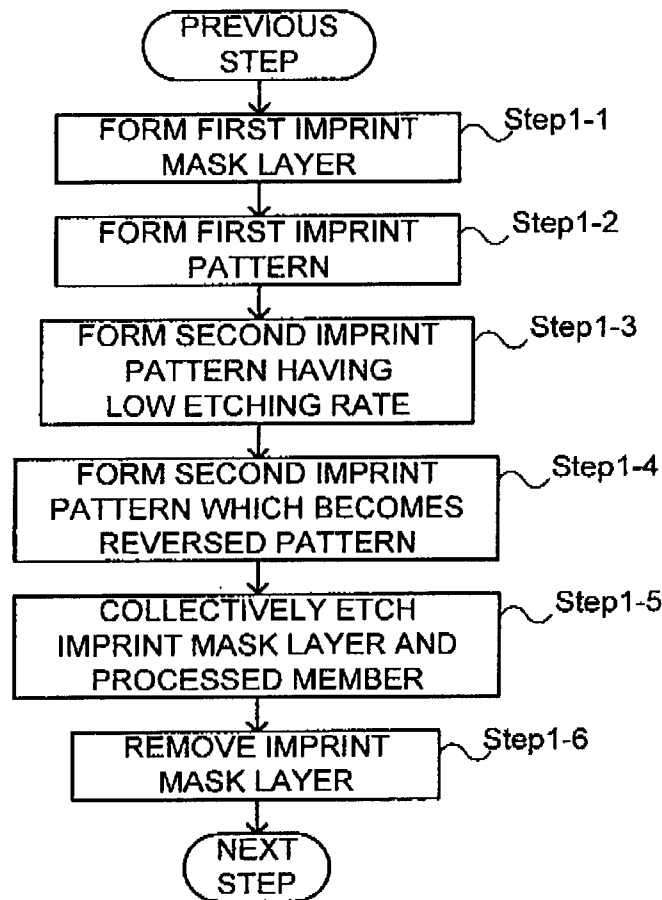 PREVIOUS
STEP
FORM FIRST IMPRINT
MASK LAYER
Step1-1
FORM FIRST IMPRINT
PATTERN
Step1-2
FORM SECOND IMPRINT
PATTERN HAVING
LOW ETCHING RATE
Step1-3
FORM SECOND IMPRINT
PATTERN WHICH BECOMES
REVERSED PATTERN
Step1-4
COLLECTIVELY ETCH
IMPRINT MASK LAYER AND
PROCESSED MEMBER
Step1-5
REMOVE IMPRINT
MASK LAYER
Step1-6
NEXT
STEP